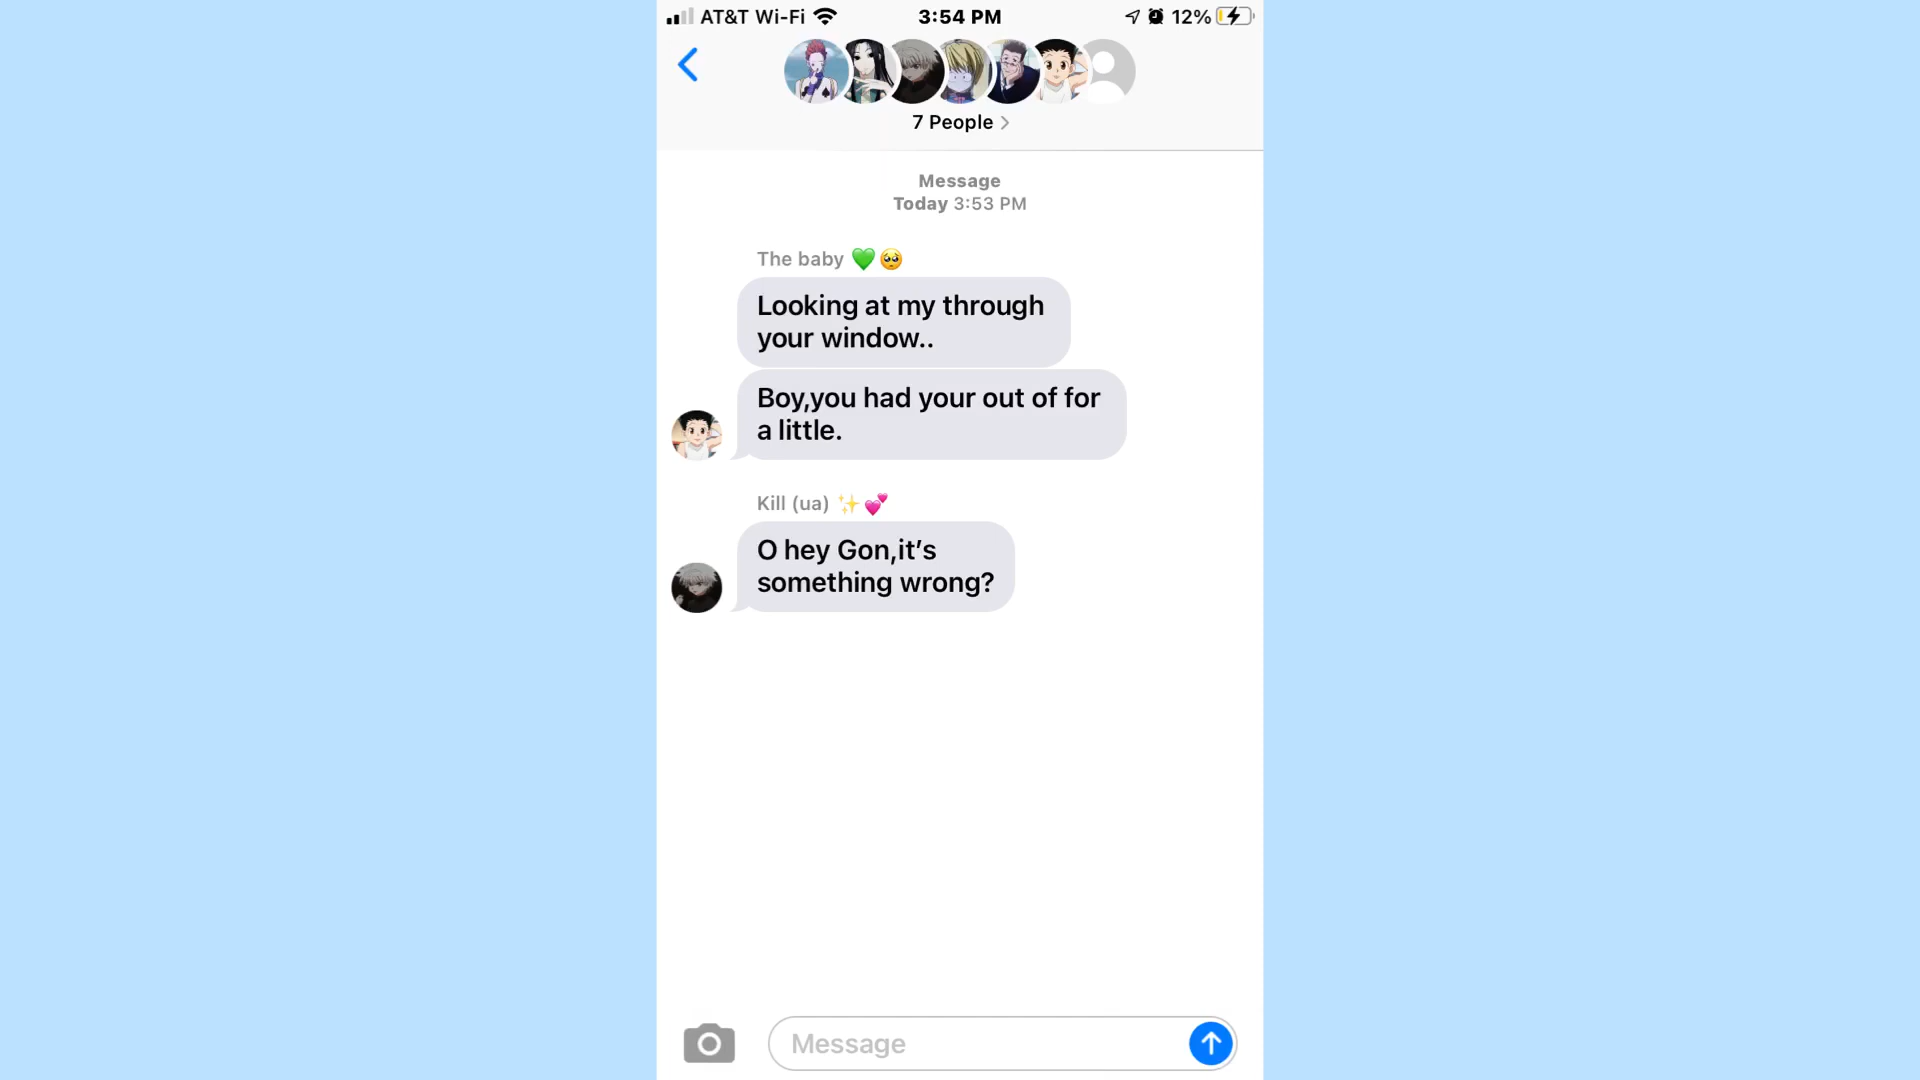 AT&T Wi-Fi 3:54 PM 12%
7 People
Message
Today 3:53 PM
The baby 💚🥺
Looking at my through
your window..
Boy,you had your out of for
a little.
Kill (ua) ✨💕
O hey Gon,it’s
something wrong?
Message